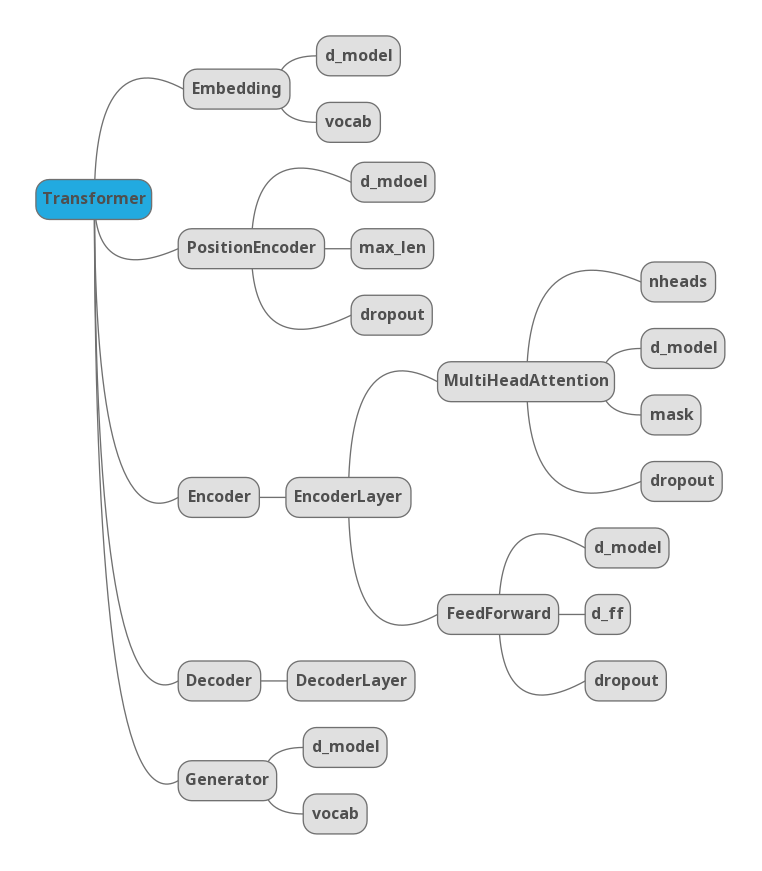 Transformer
Embedding
d_model
vocab
PositionEncoder
d_mdoel
max_len
dropout
Encoder
EncoderLayer
MultiHeadAttention
nheads
d_model
mask
dropout
FeedForward
d_model
d_ff
dropout
Decoder
DecoderLayer
Generator
d_model
vocab